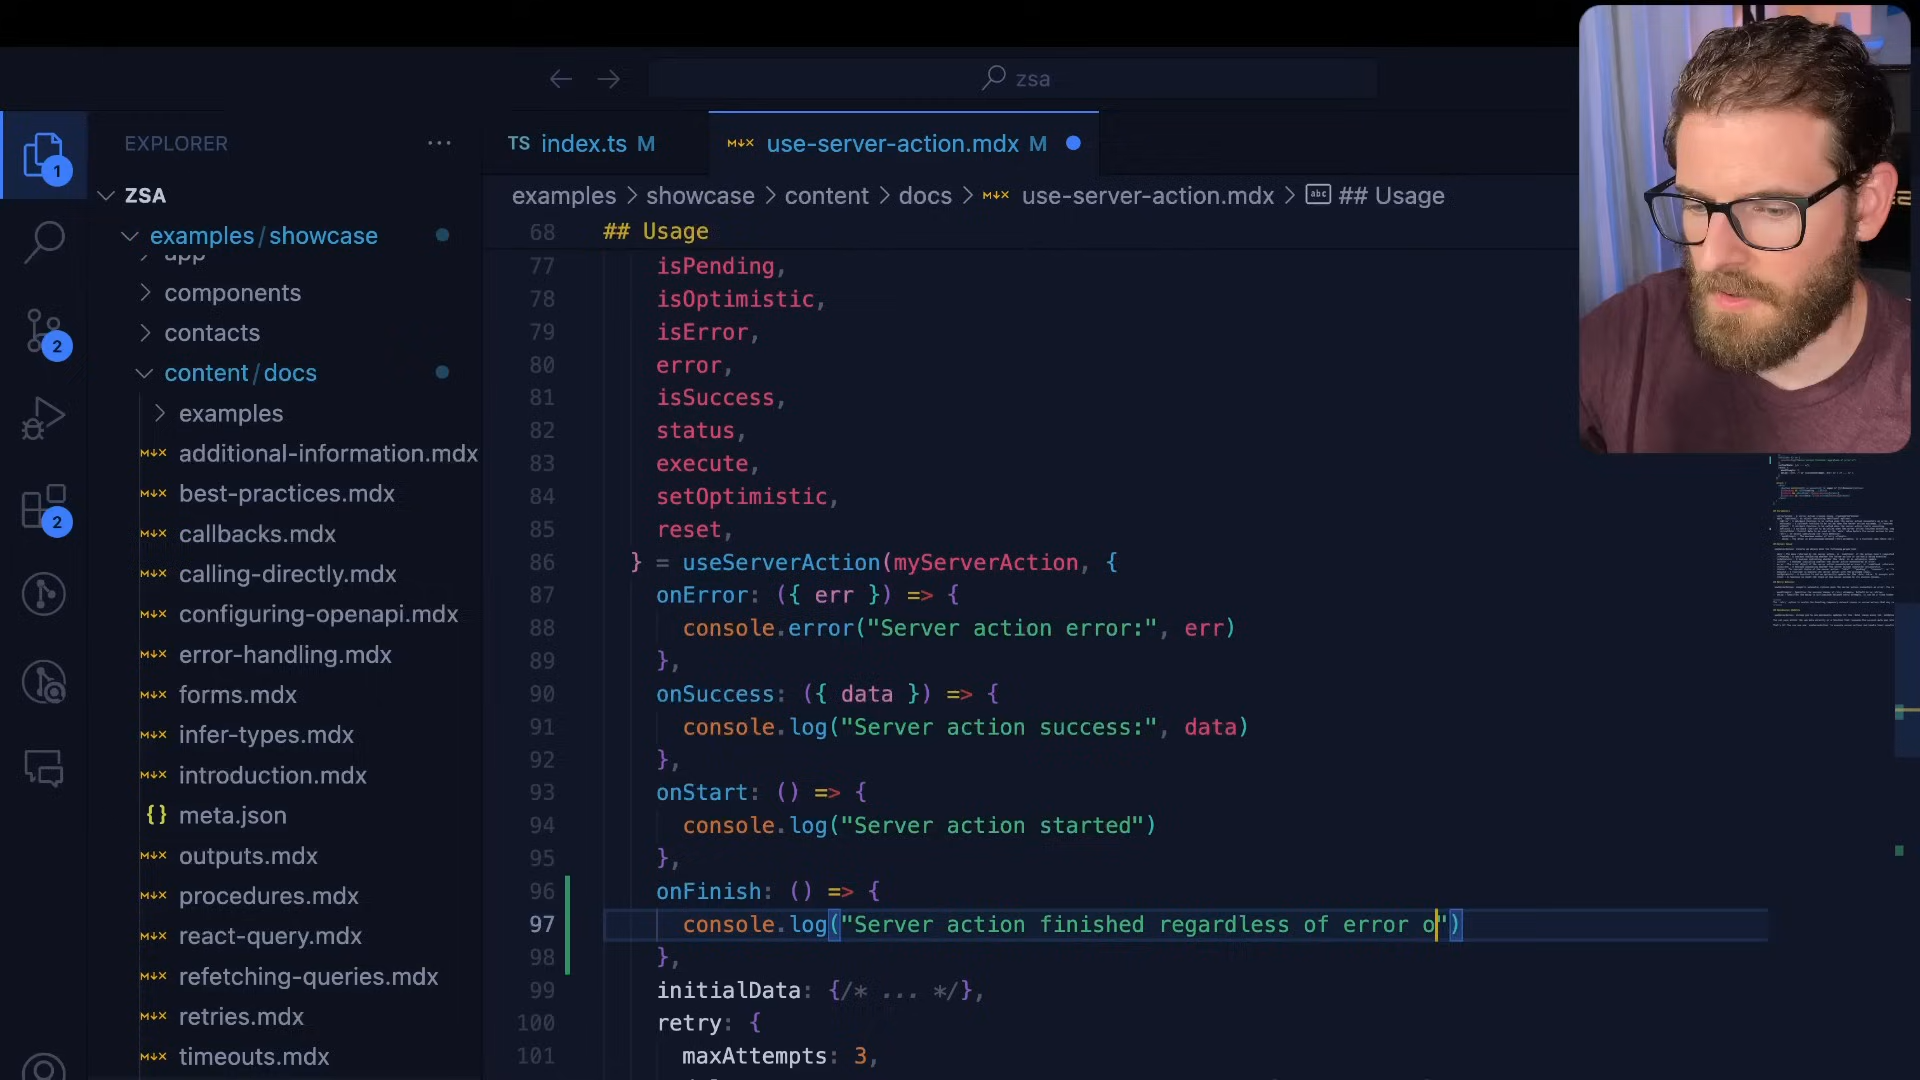 zsa
EXPLORER
ZSA
examples/showcase
app
components
contacts
content/docs
examples
additional-information.mdx
best-practices.mdx
callbacks.mdx
calling-directly.mdx
configuring-openapi.mdx
error-handling.mdx
forms.mdx
infer-types.mdx
introduction.mdx
{} meta.json
outputs.mdx
procedures.mdx
react-query.mdx
refetching-queries.mdx
retries.mdx
timeouts.mdx
1
2
2
TS index.ts M
use-server-action.mdx M
examples > showcase > content > docs > use-server-action.mdx > abc ## Usage
68 ## Usage
77 isPending,
78 isOptimistic,
79 isError,
80 error,
81 isSuccess,
82 status,
83 execute,
84 setOptimistic,
85 reset,
86 } = useServerAction(myServerAction, {
87 onError: ({ err }) => {
88 console.error("Server action error:", err)
89 },
90 onSuccess: ({ data }) => {
91 console.log("Server action success:", data)
92 },
93 onStart: () => {
94 console.log("Server action started")
95 },
96 onFinish: () => {
97 console.log("Server action finished regardless of error o")
98 },
99 initialData: {/* ... */},
100 retry: {
101 maxAttempts: 3,